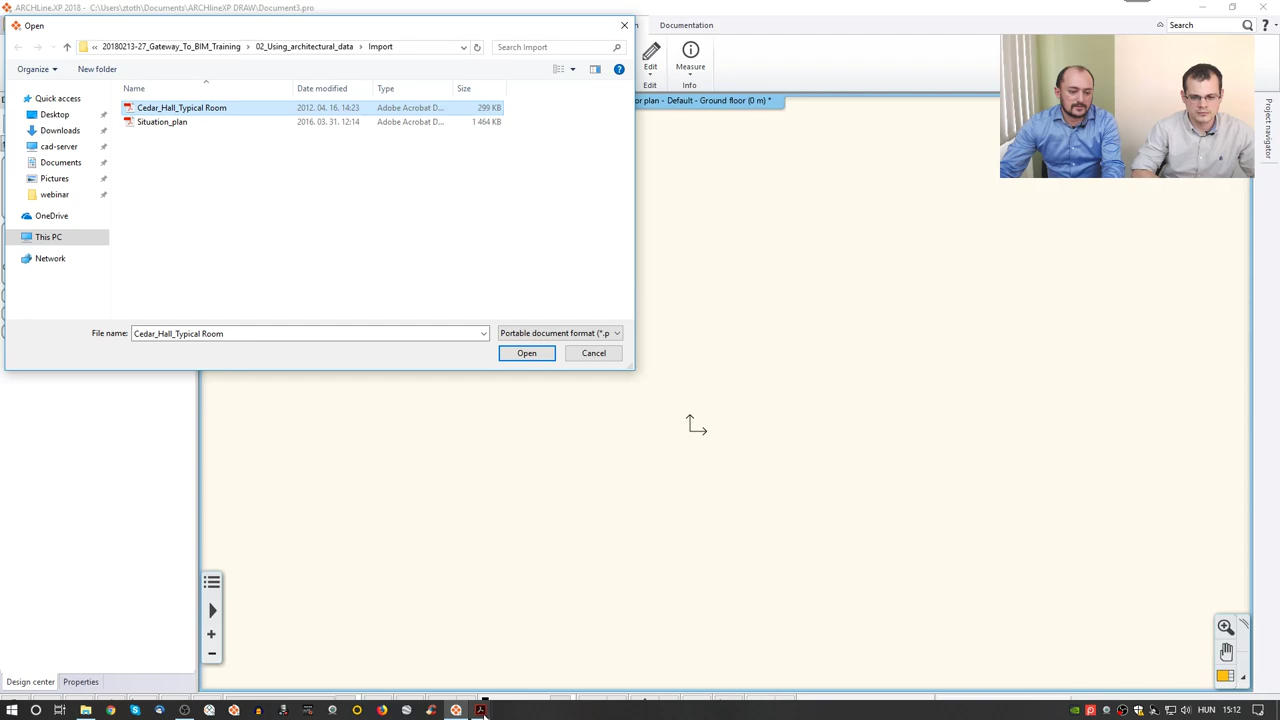 ARCHline.XP 2018 - C:\Users\ztoth\Documents\ARCHlineXP DRAW\Document3.pro
Open
« 20180213-27_Gateway_To_BIM_Training > 02_Using_architectural_data > Import
Search Import
Documentation
Search
Organize
New folder
Edit
Measure
Edit
Info
Name
Date modified
Type
Size
Quick access
Desktop
Downloads
cad-server
Documents
Pictures
webinar
OneDrive
This PC
Network
Cedar_Hall_Typical Room 2012. 04. 16. 14:23 Adobe Acrobat D... 299 KB
Situation_plan 2016. 03. 31. 12:14 Adobe Acrobat D... 1 464 KB
or plan - Default - Ground floor (0 m) *
Project navigator
File name: Cedar_Hall_Typical Room
Portable document format (*.p
Open
Cancel
Design center
Properties
HUN 15:12